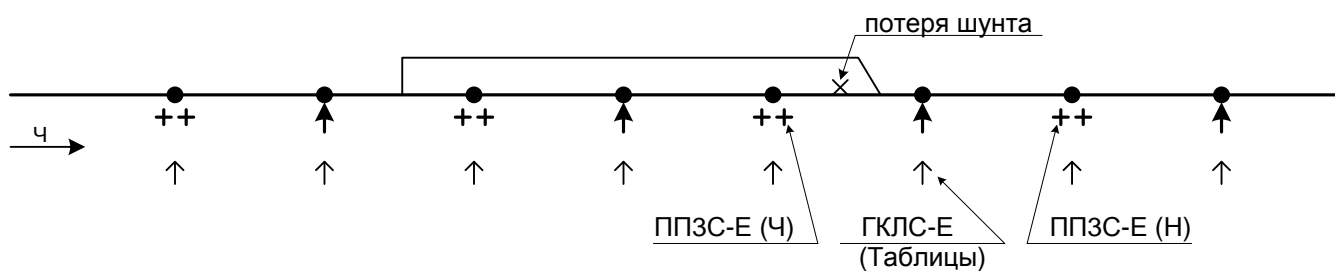 потеря шунта
Ч
ППЗС-Е (Ч)
ГКЛС-Е
(Таблицы)
ППЗС-Е (Н)